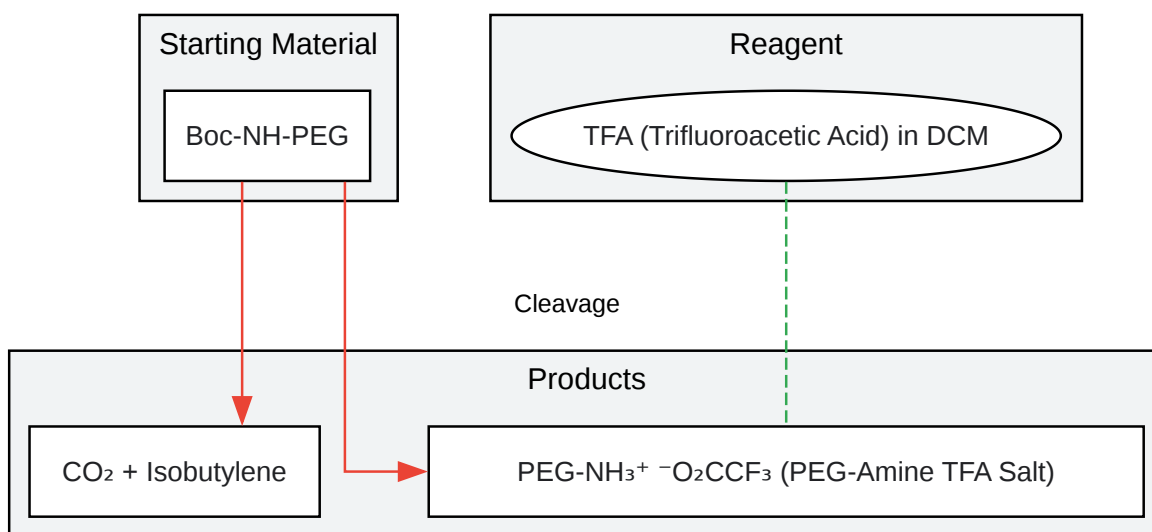 Starting Material
Reagent
Boc-NH-PEG
TFA (Trifluoroacetic Acid) in DCM
Cleavage
Products
CO₂ + Isobutylene
PEG-NH₃⁺ ⁻O₂CCF₃ (PEG-Amine TFA Salt)